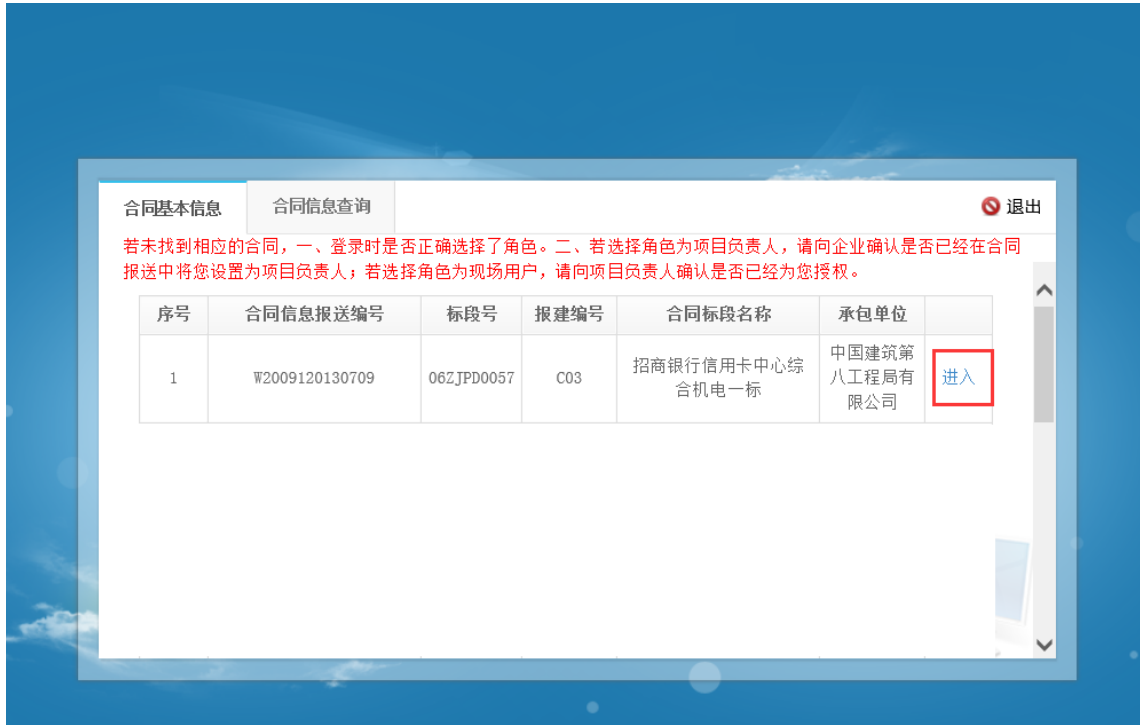 合同基本信息 合同信息查询 退出
若未找到相应的合同，一、登录时是否正确选择了角色。二、若选择角色为项目负责人，请向企业确认是否已经在合同
报送中将您设置为项目负责人；若选择角色为现场用户，请向项目负责人确认是否已经为您授权。
序号 合同信息报送编号 标段号 报建编号 合同标段名称 承包单位
1 W2009120130709 06ZJPD0057 C03 招商银行信用卡中心综
合机电一标 中国建筑第
八工程局有
限公司 进入